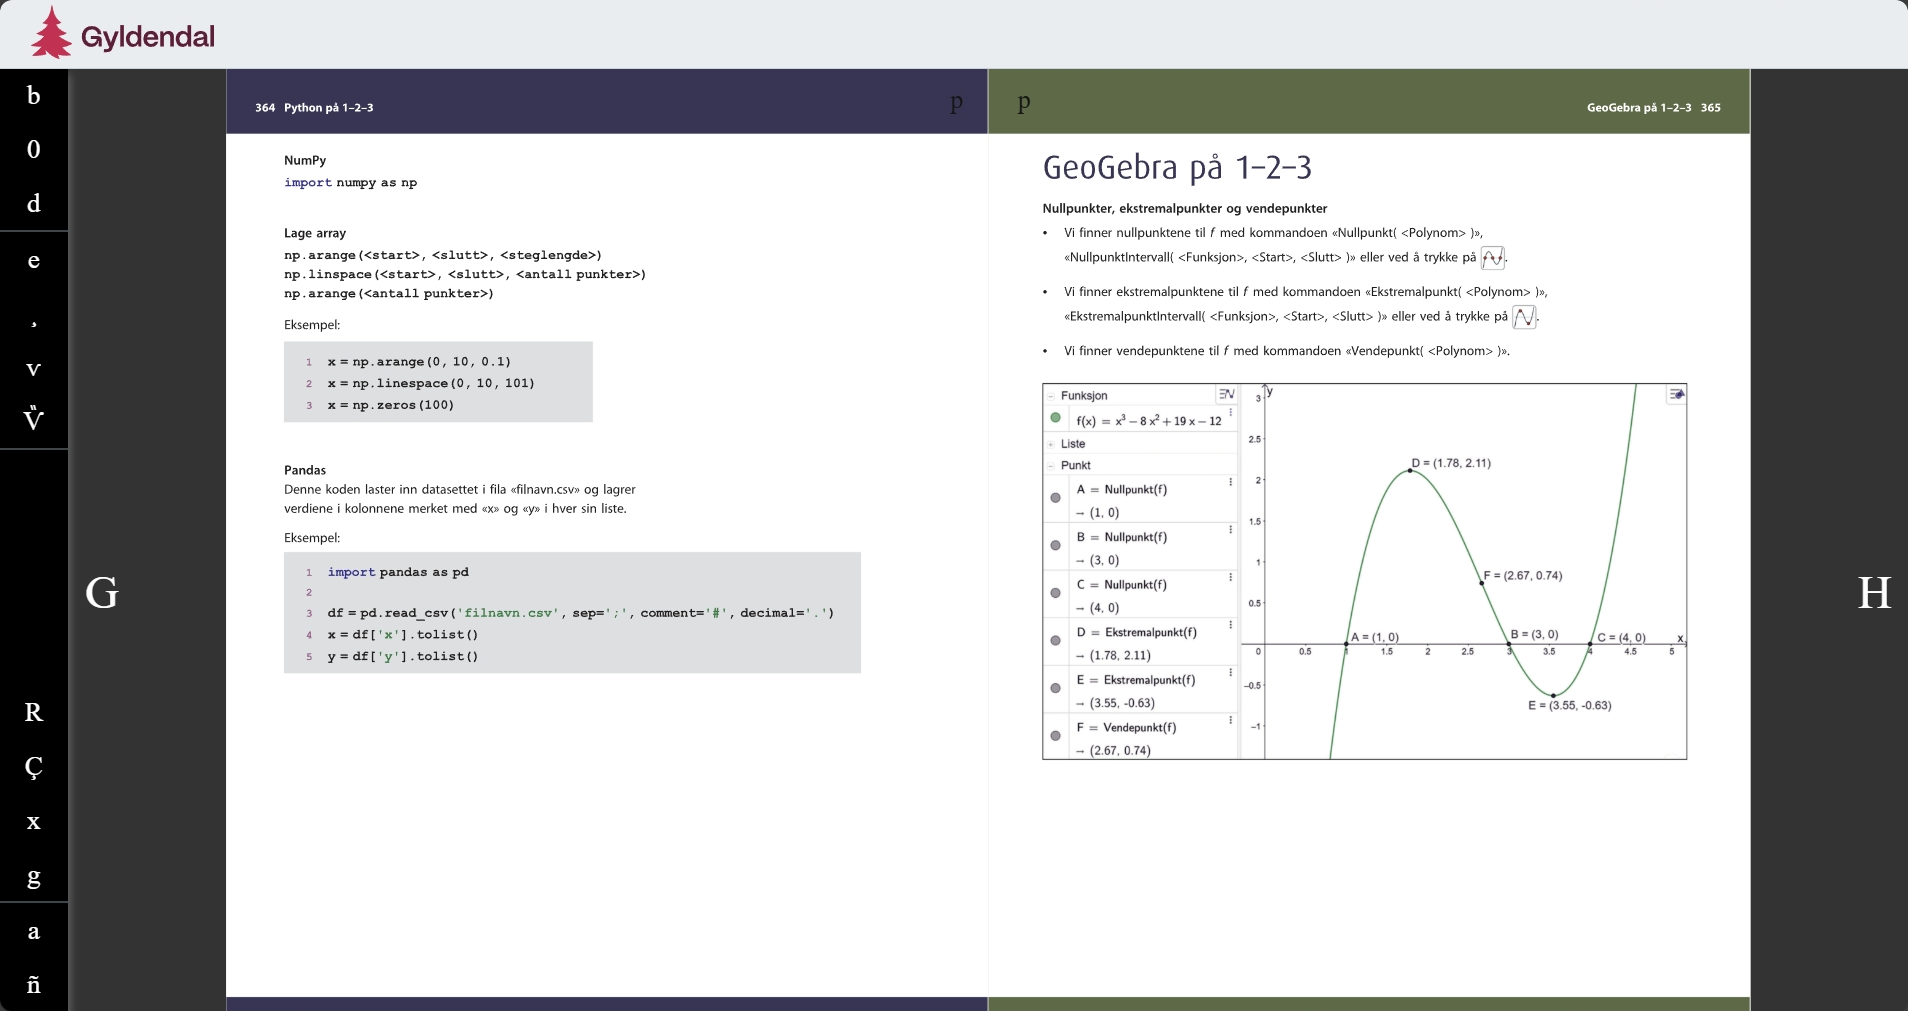 Gyldendal
b
0
d
e
¸
v
R
Ç
x
g
a
ñ
G
H
364 Python på 1–2–3
p
NumPy
import numpy as np
Lage array
np.arange(<start>, <slutt>, <steglengde>)
np.linspace(<start>, <slutt>, <antall punkter>)
np.arange(<antall punkter>)
Eksempel:
1 x = np.arange(0, 10, 0.1)
2 x = np.linespace(0, 10, 101)
3 x = np.zeros(100)
Pandas
Denne koden laster inn datasettet i fila «filnavn.csv» og lagrer
verdiene i kolonnene merket med «x» og «y» i hver sin liste.
Eksempel:
1 import pandas as pd
2
3 df = pd.read_csv('filnavn.csv', sep=';', comment='#', decimal='.')
4 x = df['x'].tolist()
5 y = df['y'].tolist()
p
GeoGebra på 1–2–3 365
GeoGebra på 1–2–3
Nullpunkter, ekstremalpunkter og vendepunkter
• Vi finner nullpunktene til f med kommandoen «Nullpunkt( <Polynom> )»,
«NullpunktIntervall( <Funksjon>, <Start>, <Slutt> )» eller ved å trykke på .
• Vi finner ekstremalpunktene til f med kommandoen «Ekstremalpunkt( <Polynom> )»,
«EkstremalpunktIntervall( <Funksjon>, <Start>, <Slutt> )» eller ved å trykke på .
• Vi finner vendepunktene til f med kommandoen «Vendepunkt( <Polynom> )».
Funksjon
f(x) = x³ − 8 x² + 19 x − 12
Liste
Punkt
A = Nullpunkt(f)
→ (1, 0)
B = Nullpunkt(f)
→ (3, 0)
C = Nullpunkt(f)
→ (4, 0)
D = Ekstremalpunkt(f)
→ (1.78, 2.11)
E = Ekstremalpunkt(f)
→ (3.55, -0.63)
F = Vendepunkt(f)
→ (2.67, 0.74)
y
3
2.5
2
1.5
1
0.5
−0.5
−1
D = (1.78, 2.11)
F = (2.67, 0.74)
A = (1, 0)
B = (3, 0)
C = (4, 0)
x
0 0.5 1 1.5 2 2.5 3 3.5 4 4.5 5
E = (3.55, -0.63)